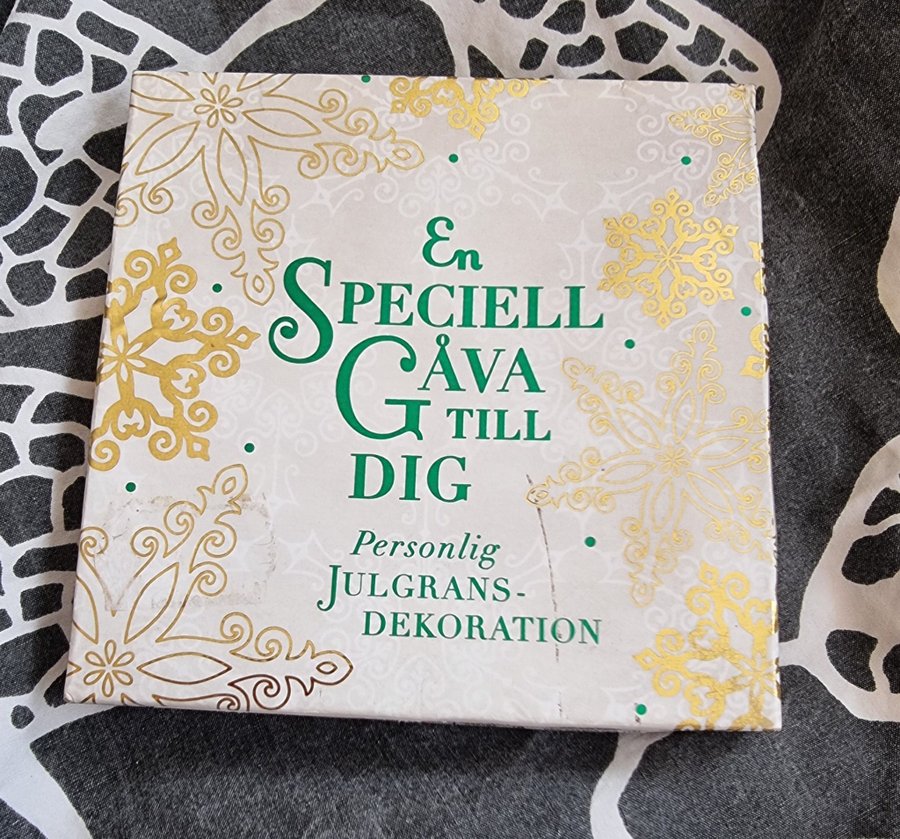 En
SPECIELL
GÅVA
TILL
DIG
Personlig
JULGRANS-
DEKORATION